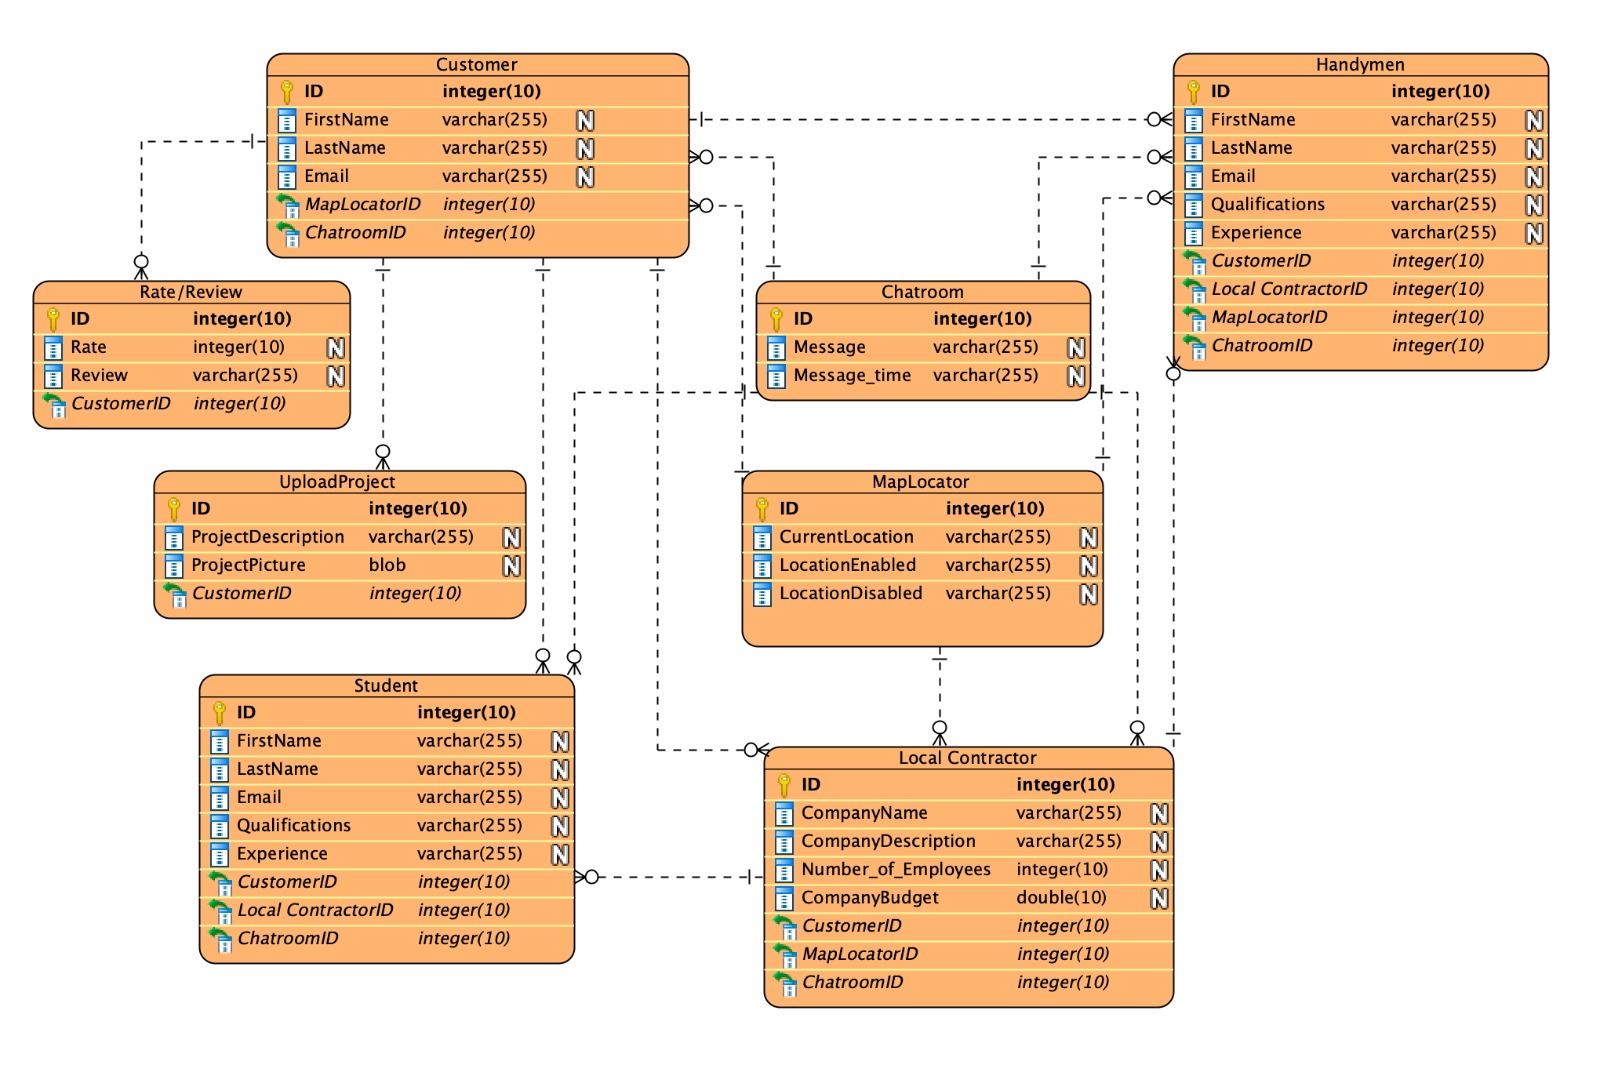 Customer
ID integer(10)
FirstName varchar(255) N
LastName varchar(255) N
Email varchar(255) N
MapLocatorID integer(10)
ChatroomID integer(10)
Handymen
ID integer(10)
FirstName varchar(255) N
LastName varchar(255) N
Email varchar(255) N
Qualifications varchar(255) N
Experience varchar(255) N
CustomerID integer(10)
Local ContractorID integer(10)
MapLocatorID integer(10)
ChatroomID integer(10)
Rate/Review
ID integer(10)
Rate integer(10) N
Review varchar(255) N
CustomerID integer(10)
Chatroom
ID integer(10)
Message varchar(255) N
Message_time varchar(255) N
UploadProject
ID integer(10)
ProjectDescription varchar(255) N
ProjectPicture blob N
CustomerID integer(10)
MapLocator
ID integer(10)
CurrentLocation varchar(255) N
LocationEnabled varchar(255) N
LocationDisabled varchar(255) N
Student
ID integer(10)
FirstName varchar(255) N
LastName varchar(255) N
Email varchar(255) N
Qualifications varchar(255) N
Experience varchar(255) N
CustomerID integer(10)
Local ContractorID integer(10)
ChatroomID integer(10)
Local Contractor
ID integer(10)
CompanyName varchar(255) N
CompanyDescription varchar(255) N
Number_of_Employees integer(10) N
CompanyBudget double(10) N
CustomerID integer(10)
MapLocatorID integer(10)
ChatroomID integer(10)